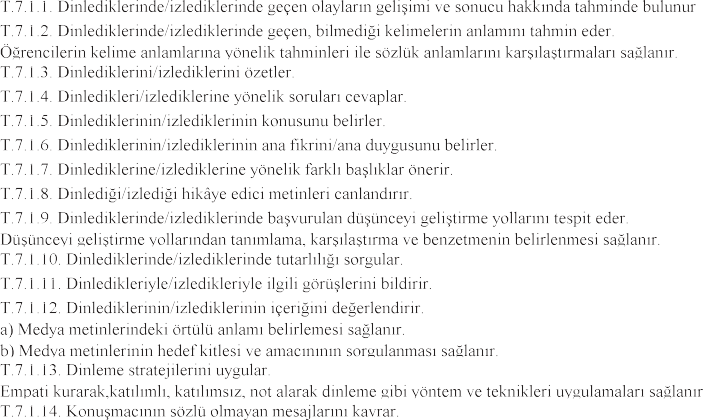 T.7.1.1. Dinlediklerinde/izlediklerinde geçen olayların gelişimi ve sonucu hakkında tahminde bulunur
T.7.1.2. Dinlediklerinde/izlediklerinde geçen, bilmediği kelimelerin anlamını tahmin eder.
Öğrencilerin kelime anlamlarına yönelik tahminleri ile sözlük anlamlarını karşılaştırmaları sağlanır.
T.7.1.3. Dinlediklerini/izlediklerini özetler.
T.7.1.4. Dinledikleri/izlediklerine yönelik soruları cevaplar.
T.7.1.5. Dinlediklerinin/izlediklerinin konusunu belirler.
T.7.1.6. Dinlediklerinin/izlediklerinin ana fikrini/ana duygusunu belirler.
T.7.1.7. Dinlediklerine/izlediklerine yönelik farklı başlıklar önerir.
T.7.1.8. Dinlediği/izlediği hikâye edici metinleri canlandırır.
T.7.1.9. Dinlediklerinde/izlediklerinde başvurulan düşünceyi geliştirme yollarını tespit eder.
Düşünceyi geliştirme yollarından tanımlama, karşılaştırma ve benzetmenin belirlenmesi sağlanır.
T.7.1.10. Dinlediklerinde/izlediklerinde tutarlılığı sorgular.
T.7.1.11. Dinledikleriyle/izledikleriyle ilgili görüşlerini bildirir.
T.7.1.12. Dinlediklerinin/izlediklerinin içeriğini değerlendirir.
a) Medya metinlerindeki örtülü anlamı belirlemesi sağlanır.
b) Medya metinlerinin hedef kitlesi ve amacınının sorgulanması sağlanır.
T.7.1.13. Dinleme stratejilerini uygular.
Empati kurarak,katılımlı, katılımsız, not alarak dinleme gibi yöntem ve teknikleri uygulamaları sağlanır
T.7.1.14. Konuşmacının sözlü olmayan mesajlarını kavrar.